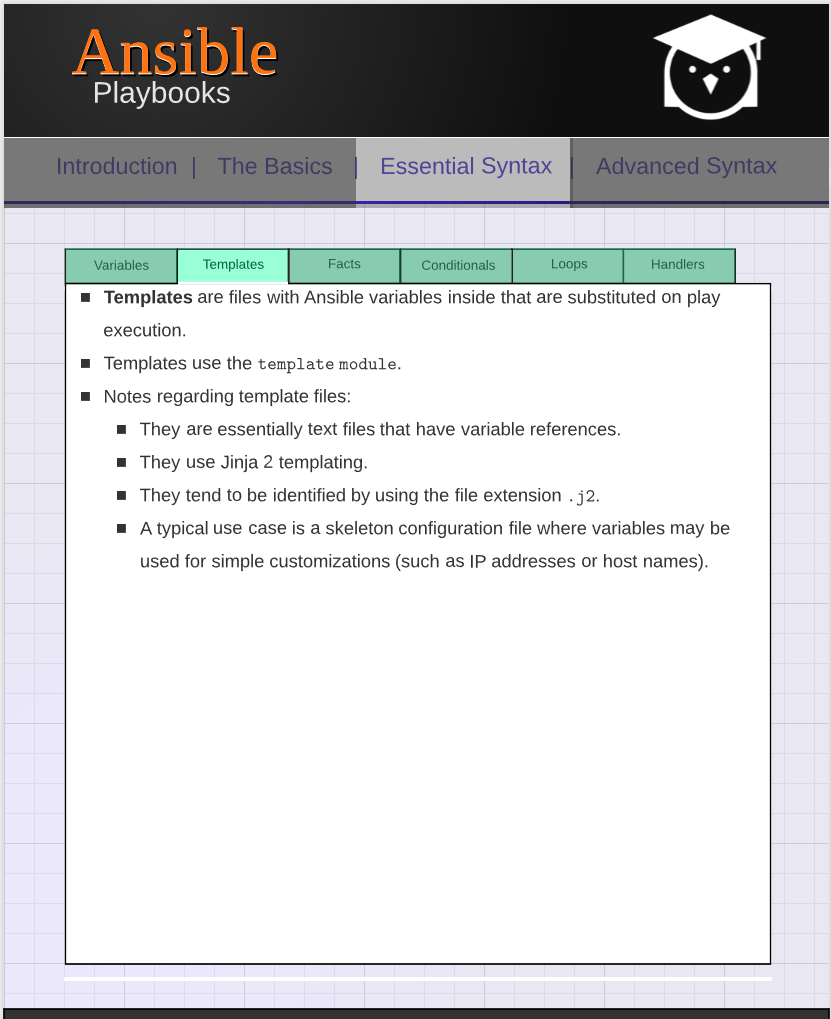 Ansible
Playbooks
Introduction | The Basics | Essential Syntax | Advanced Syntax
Variables Templates Facts Conditionals Loops Handlers
Templates are files with Ansible variables inside that are substituted on play
execution.
Templates use the template module.
Notes regarding template files:
They are essentially text files that have variable references.
They use Jinja 2 templating.
They tend to be identified by using the file extension .j2.
A typical use case is a skeleton configuration file where variables may be
used for simple customizations (such as IP addresses or host names).